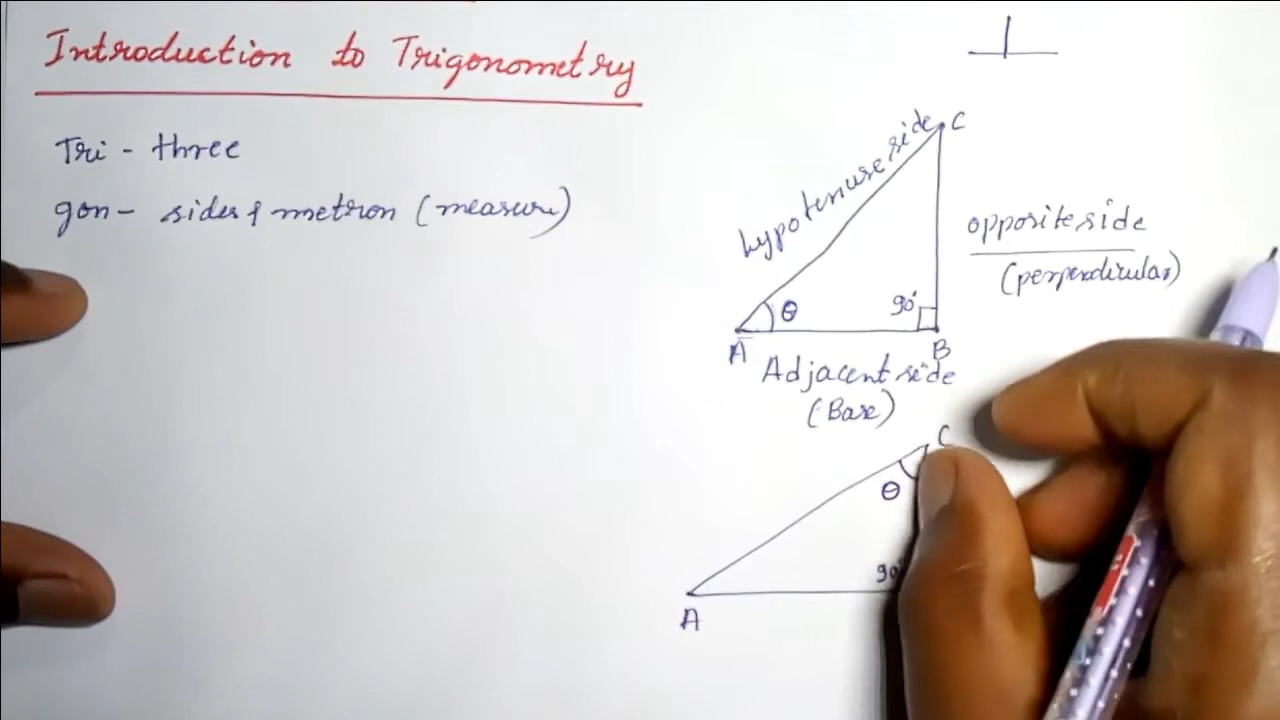 Introduction to Trigonometry
Tri - three
gon - sides & metron (measure)
C
hypotenuse side
opposite side
(perpendicular)
θ
90°
A
B
Adjacent side
(Base)
C
θ
90
A